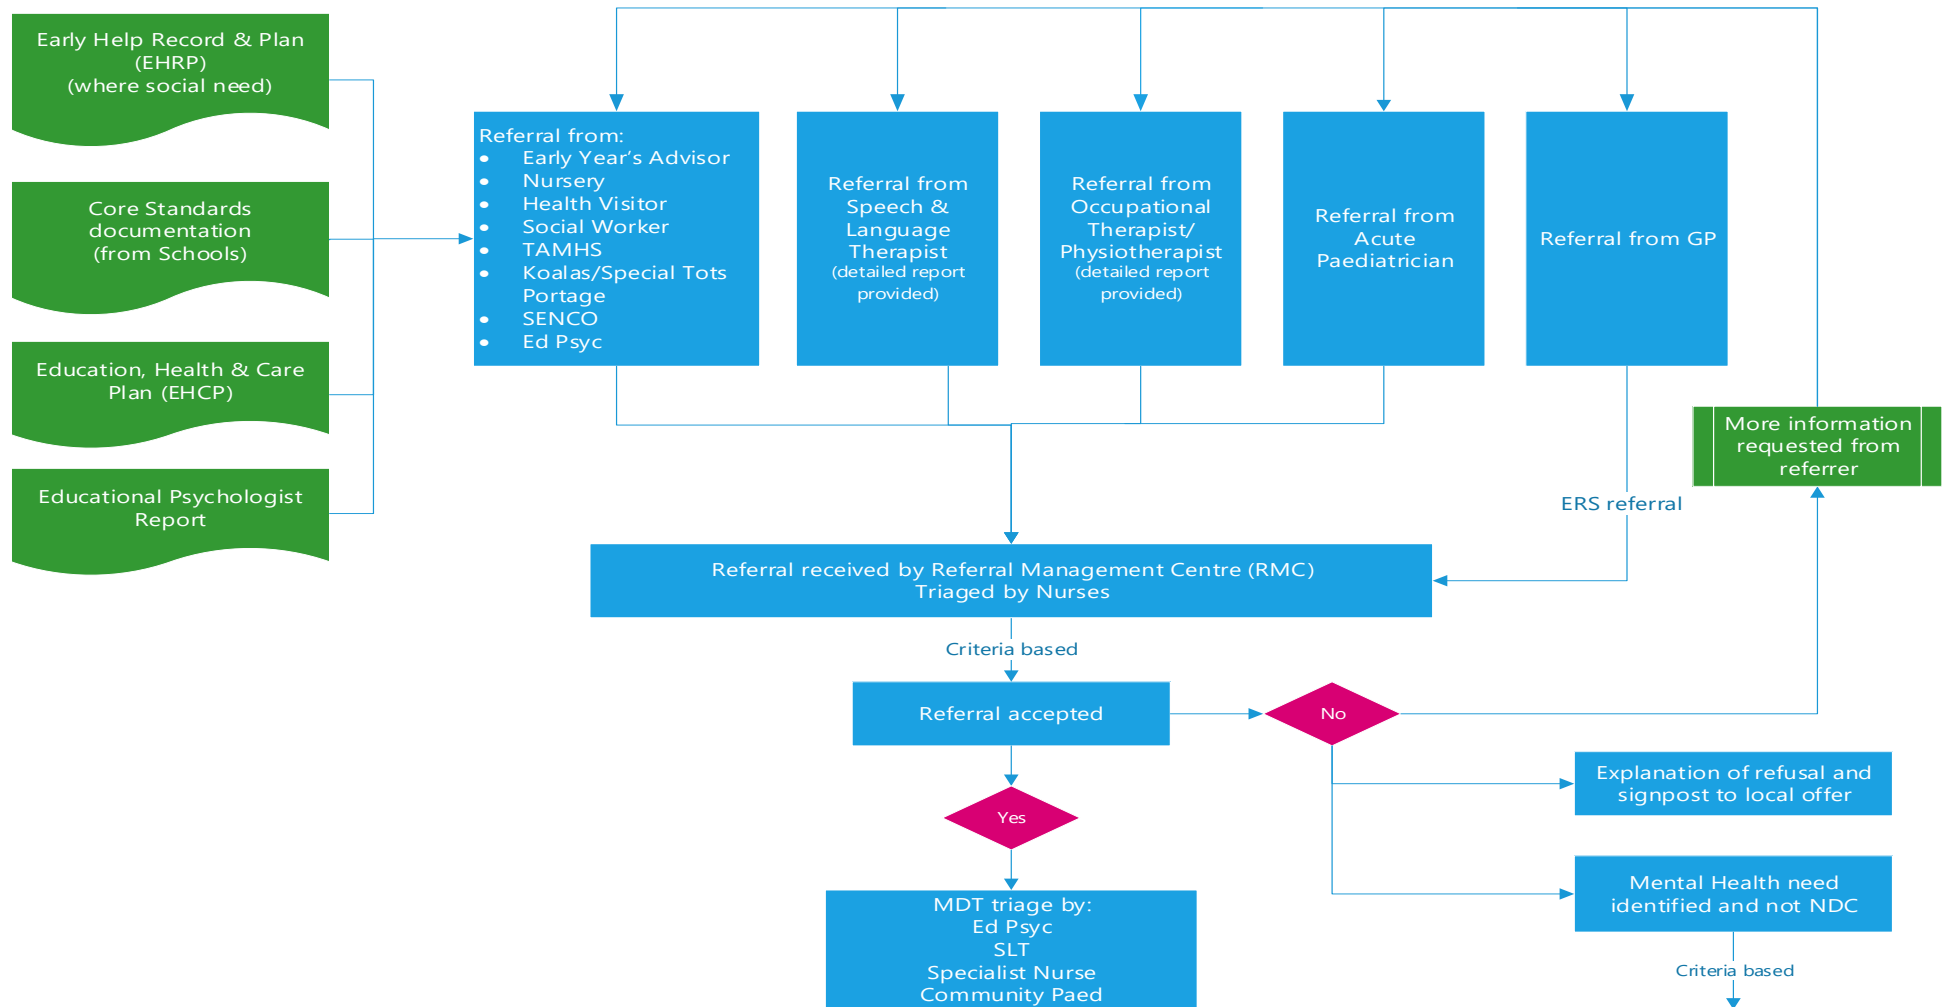 Early Help Record & Plan
(EHRP)
(where social need)
Core Standards
documentation
(from Schools)
Education, Health & Care
Plan (EHCP)
Educational Psychologist
Report
Referral from:
• Early Year's Advisor
• Nursery
• Health Visitor
• Social Worker
• TAMHS
• Koalas/Special Tots
Portage
• SENCO
• Ed Psyc
Referral from
Speech &
Language
Therapist
(detailed report
provided)
Referral from
Occupational
Therapist/
Physiotherapist
(detailed report
provided)
Referral from
Acute
Paediatrician
Referral from GP
More information
requested from
referrer
ERS referral
Referral received by Referral Management Centre (RMC)
Triaged by Nurses
Criteria based
Referral accepted
No
Yes
Explanation of refusal and
signpost to local offer
Mental Health need
identified and not NDC
Criteria based
MDT triage by:
Ed Psyc
SLT
Specialist Nurse
Community Paed